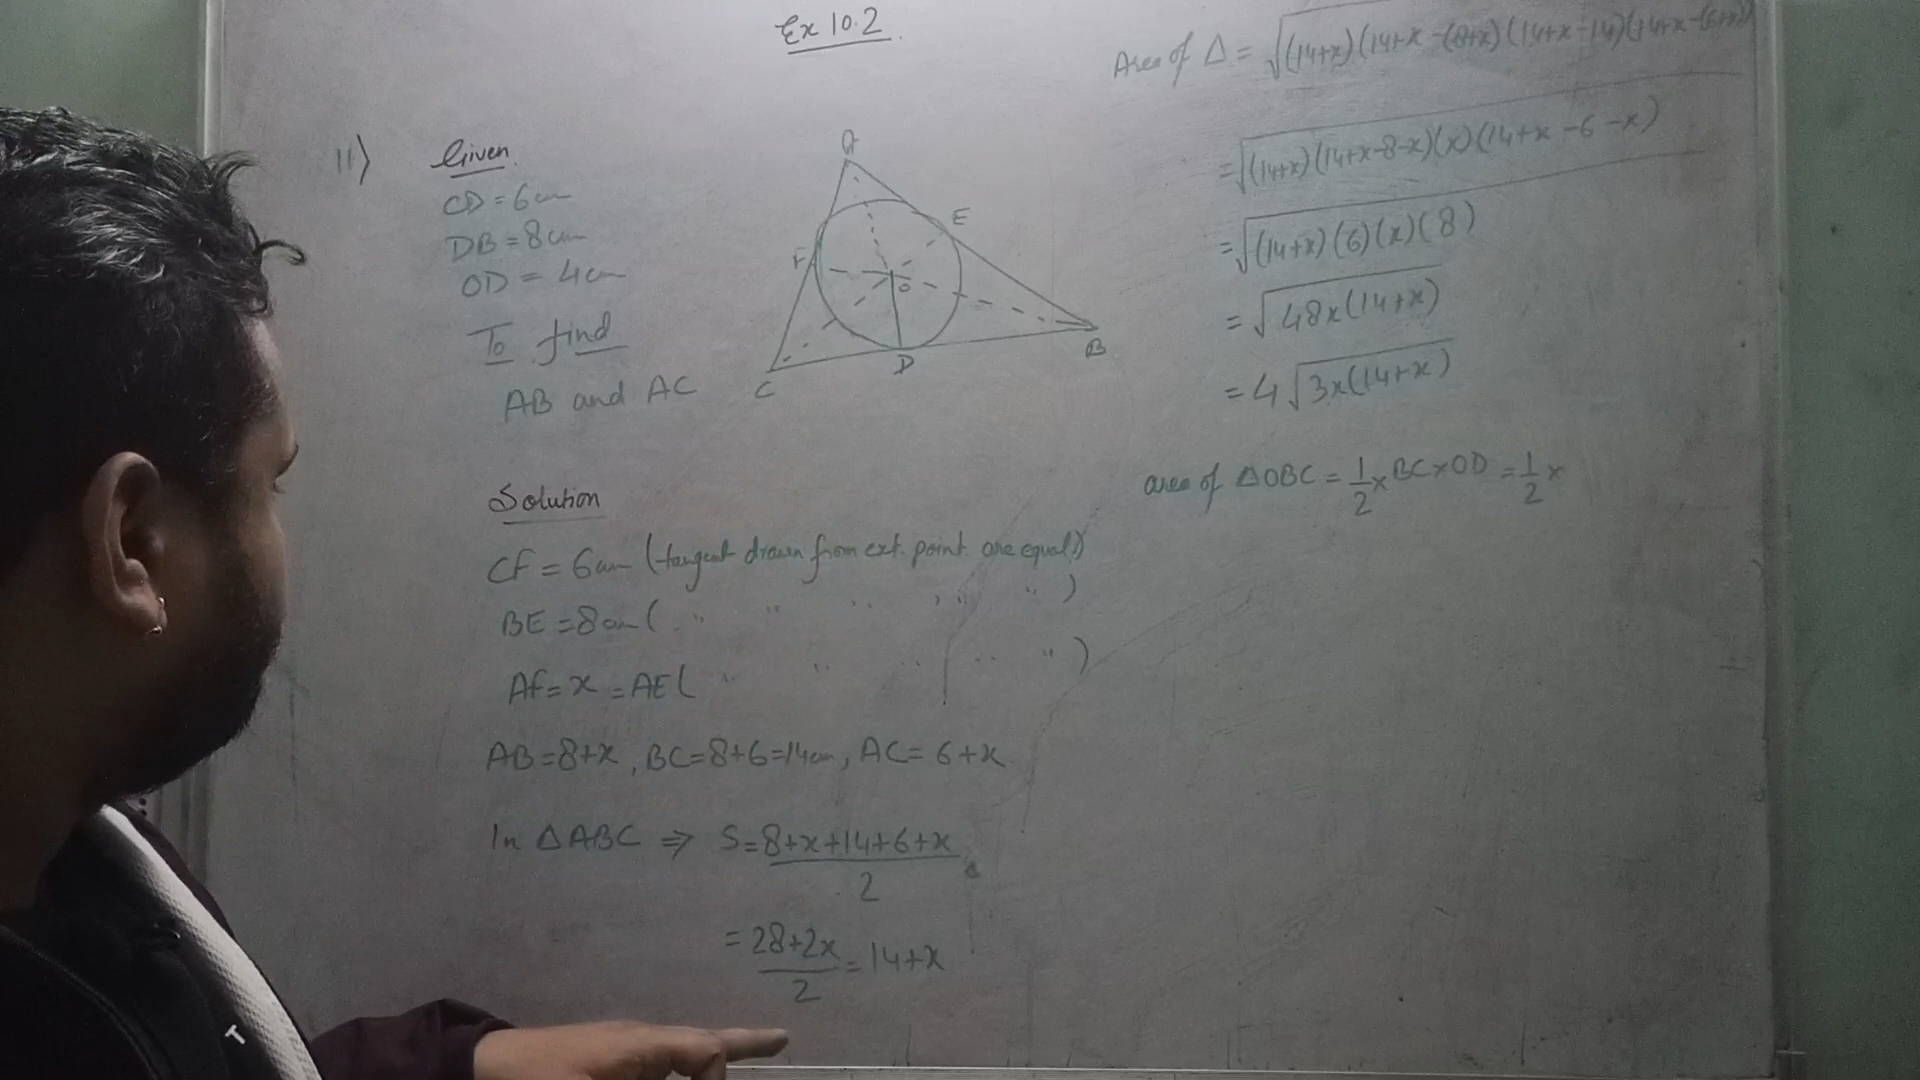 Ex 10.2
11) Given
CD = 6cm
DB = 8cm
OD = 4cm
To find
AB and AC
A
E
F
O
B
D
C
Solution
CF = 6cm (tangent drawn from ext. point are equal)
BE = 8cm ( " " " " " " )
AF = x = AE ( " " " " " )
AB = 8+x, BC = 8+6 = 14cm, AC = 6+x
In △ABC ⇒ S = 8+x+14+6+x / 2
= 28+2x / 2 = 14+x
Area of △ = √(14+x)(14+x-(8+x)(14+x-14)(14+x-(6+x))
= √(14+x)(14+x-8-x)(x)(14+x-6-x)
= √(14+x)(6)(x)(8)
= √48x(14+x)
= 4√3x(14+x)
area of △OBC = 1/2 × BC × OD = 1/2 ×
T